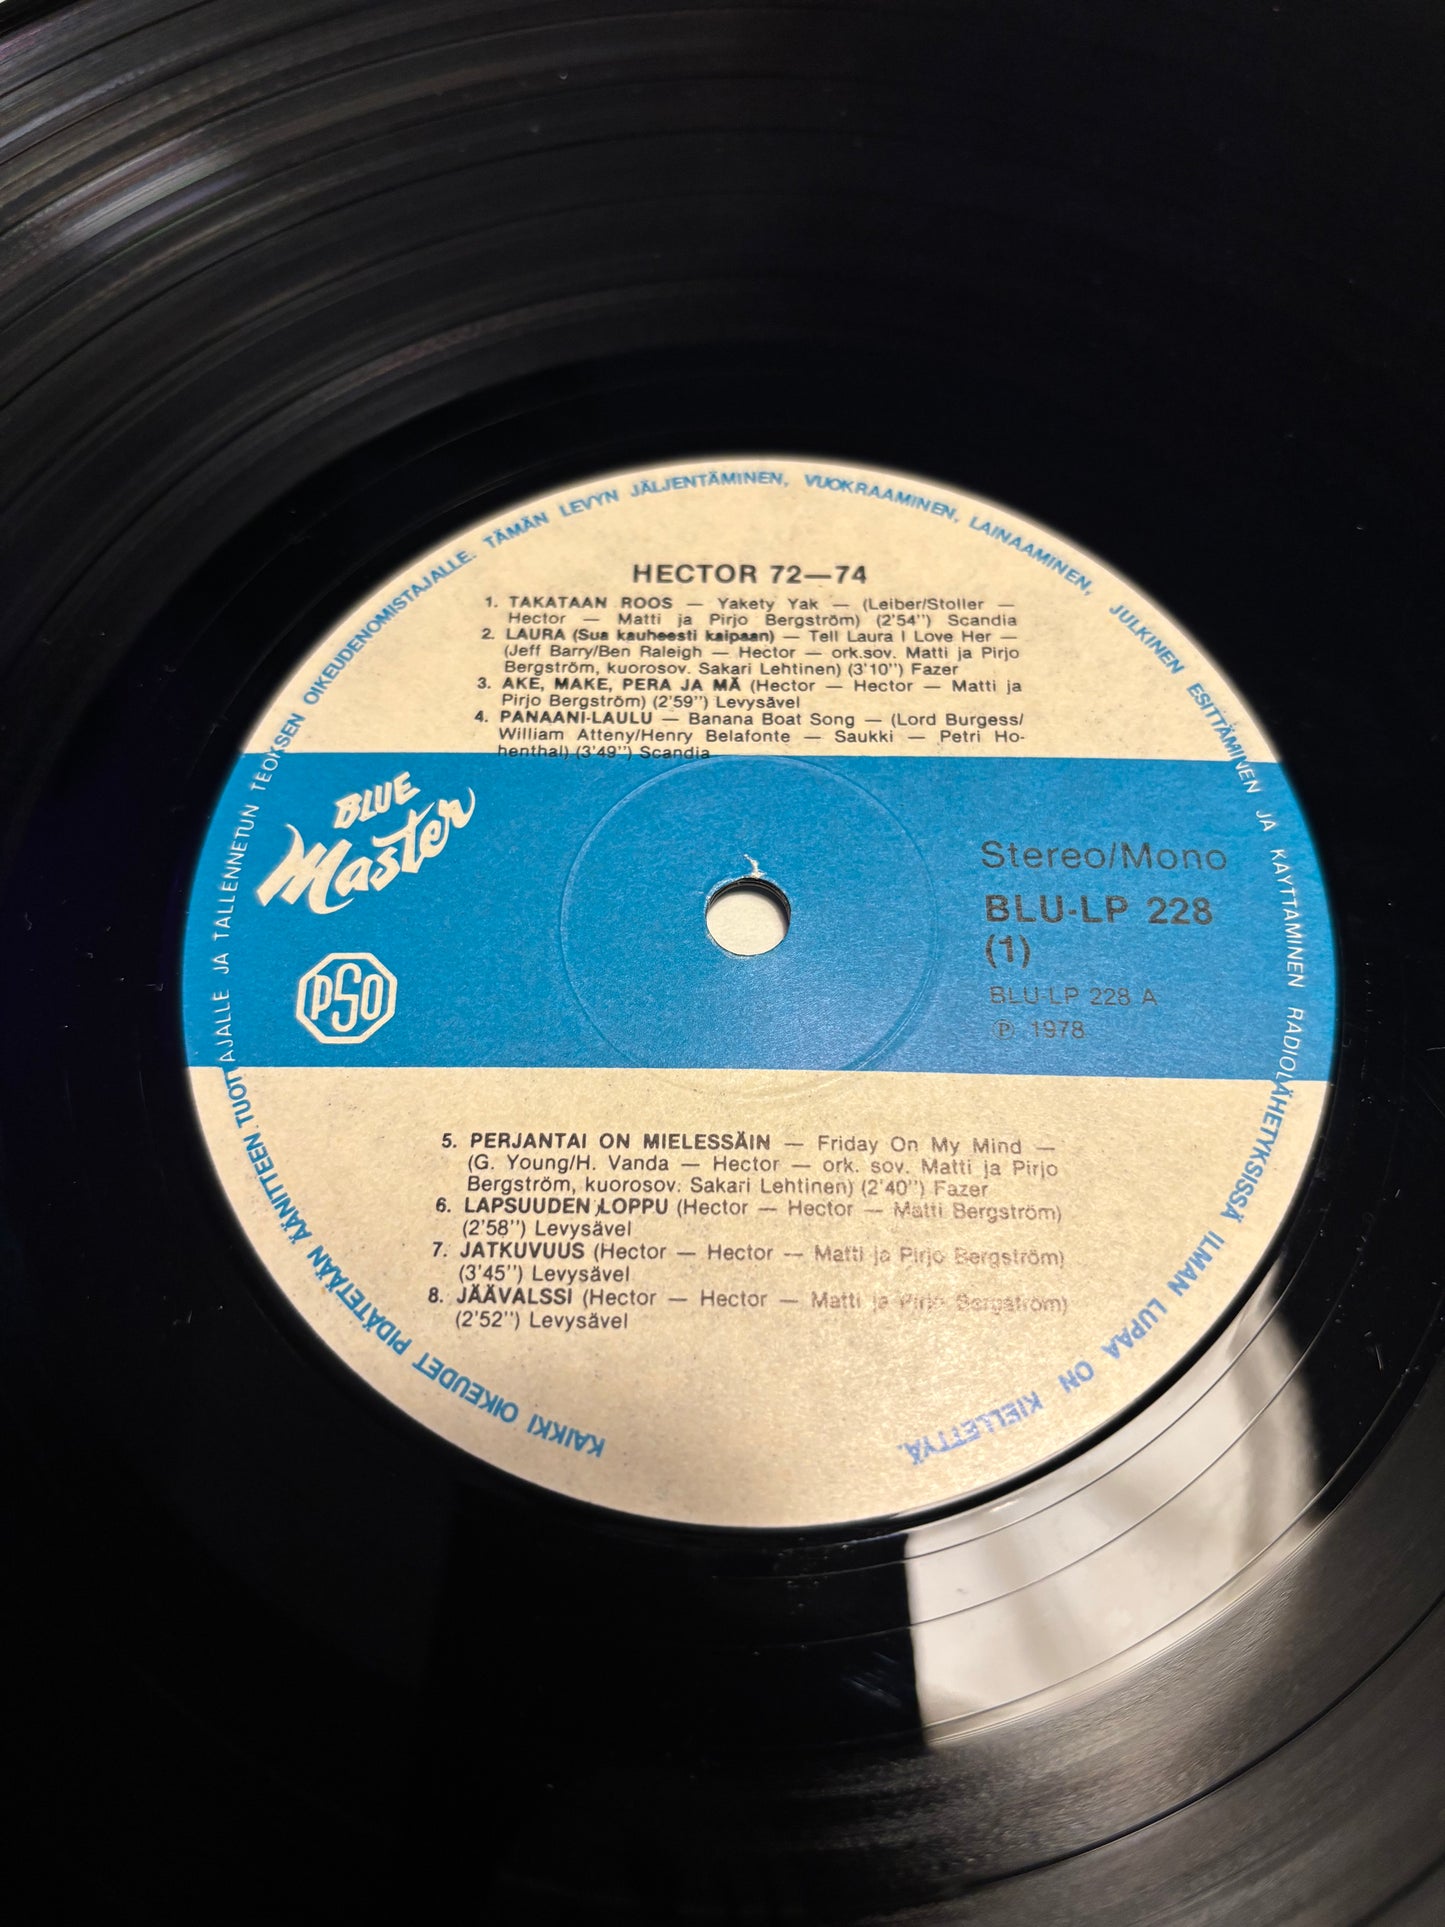 HECTOR 72—74
1. TAKATAAN ROOS — Yakety Yak — (Leiber/Stoller —
Hector — Matti ja Pirjo Bergström) (2'54'') Scandia
2. LAURA (Sua kauheesti kaipaan) — Tell Laura I Love Her —
(Jeff Barry/Ben Raleigh — Hector — ork.sov. Matti ja Pirjo
Bergström, kuorosov. Sakari Lehtinen) (3'10'') Fazer
3. AKE, MAKE, PERA JA MÄ (Hector — Hector — Matti ja
Pirjo Bergström) (2'59'') Levysävel
4. PANAANI-LAULU — Banana Boat Song — (Lord Burgess/
William Atteny/Henry Belafonte — Saukki — Petri Ho-
henthal) (3'49'') Scandia
BLUE
Master
PSO
Stereo/Mono
BLU-LP 228
(1)
BLU-LP 228 A
Ⓟ 1978
5. PERJANTAI ON MIELESSÄIN — Friday On My Mind —
(G. Young/H. Vanda — Hector — ork. sov. Matti ja Pirjo
Bergström, kuorosov. Sakari Lehtinen) (2'40'') Fazer
6. LAPSUUDEN LOPPU (Hector — Hector — Matti Bergström)
(2'58'') Levysävel
7. JATKUVUUS (Hector — Hector — Matti ja Pirjo Bergström)
(3'45'') Levysävel
8. JÄÄVALSSI (Hector — Hector — Matti ja Pirjo Bergström)
(2'52'') Levysävel
KAIKKI OIKEUDET PIDÄTETÄÄN ÄÄNITTEEN TUOTTAJALLE JA TALLENNETUN TEOKSEN OIKEUDENOMISTAJALLE. TÄMÄN LEVYN JÄLJENTÄMINEN, VUOKRAAMINEN, LAINAAMINEN, JULKINEN ESITTÄMINEN JA KÄYTTÄMINEN RADIOLÄHETYKSISSÄ ILMAN LUPAA ON KIELLETTYÄ.